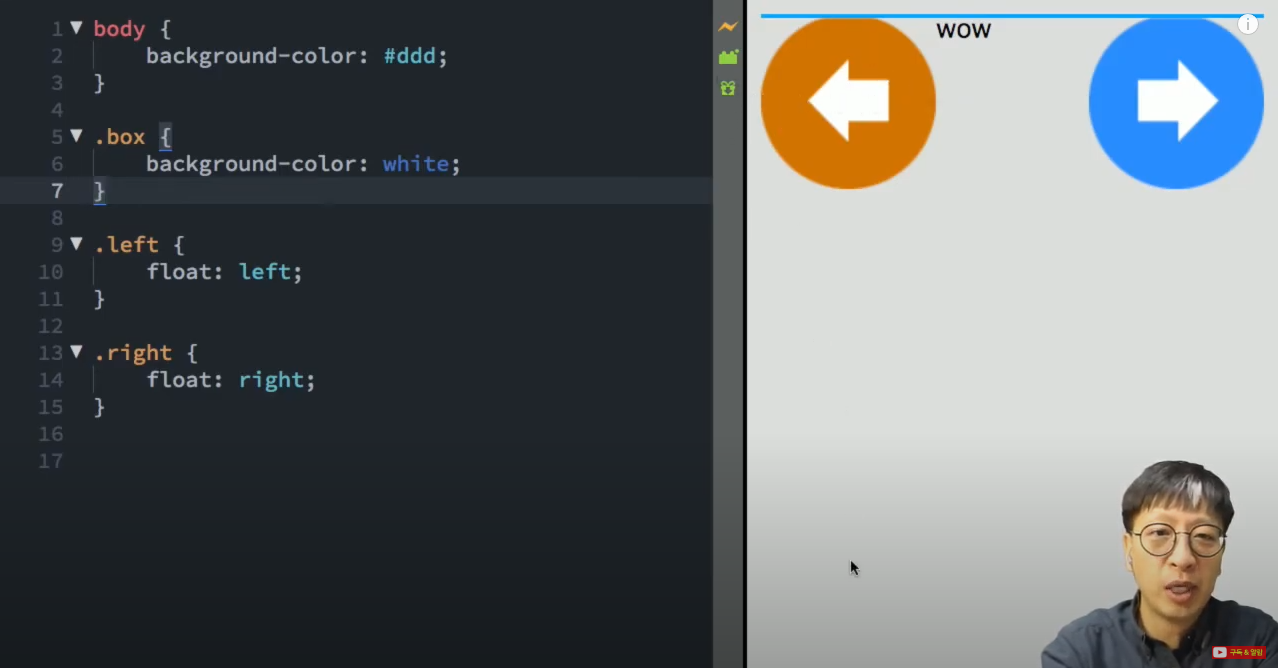 1 body {
2 background-color: #ddd;
3 }
4
5 .box {
6 background-color: white;
7 }
8
9 .left {
10 float: left;
11 }
12
13 .right {
14 float: right;
15 }
16
17
wow
i
구독 & 알람